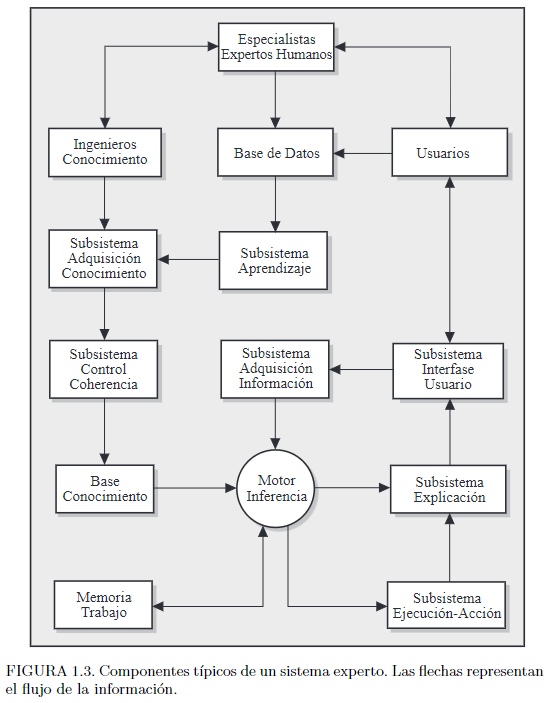 Especialistas
Expertos Humanos
Ingenieros
Conocimiento
Base de Datos
Usuarios
Subsistema
Adquisición
Conocimiento
Subsistema
Aprendizaje
Subsistema
Control
Coherencia
Subsistema
Adquisición
Información
Subsistema
Interfase
Usuario
Base
Conocimiento
Motor
Inferencia
Subsistema
Explicación
Memoria
Trabajo
Subsistema
Ejecución-Acción
FIGURA 1.3. Componentes típicos de un sistema experto. Las flechas representan
el flujo de la información.